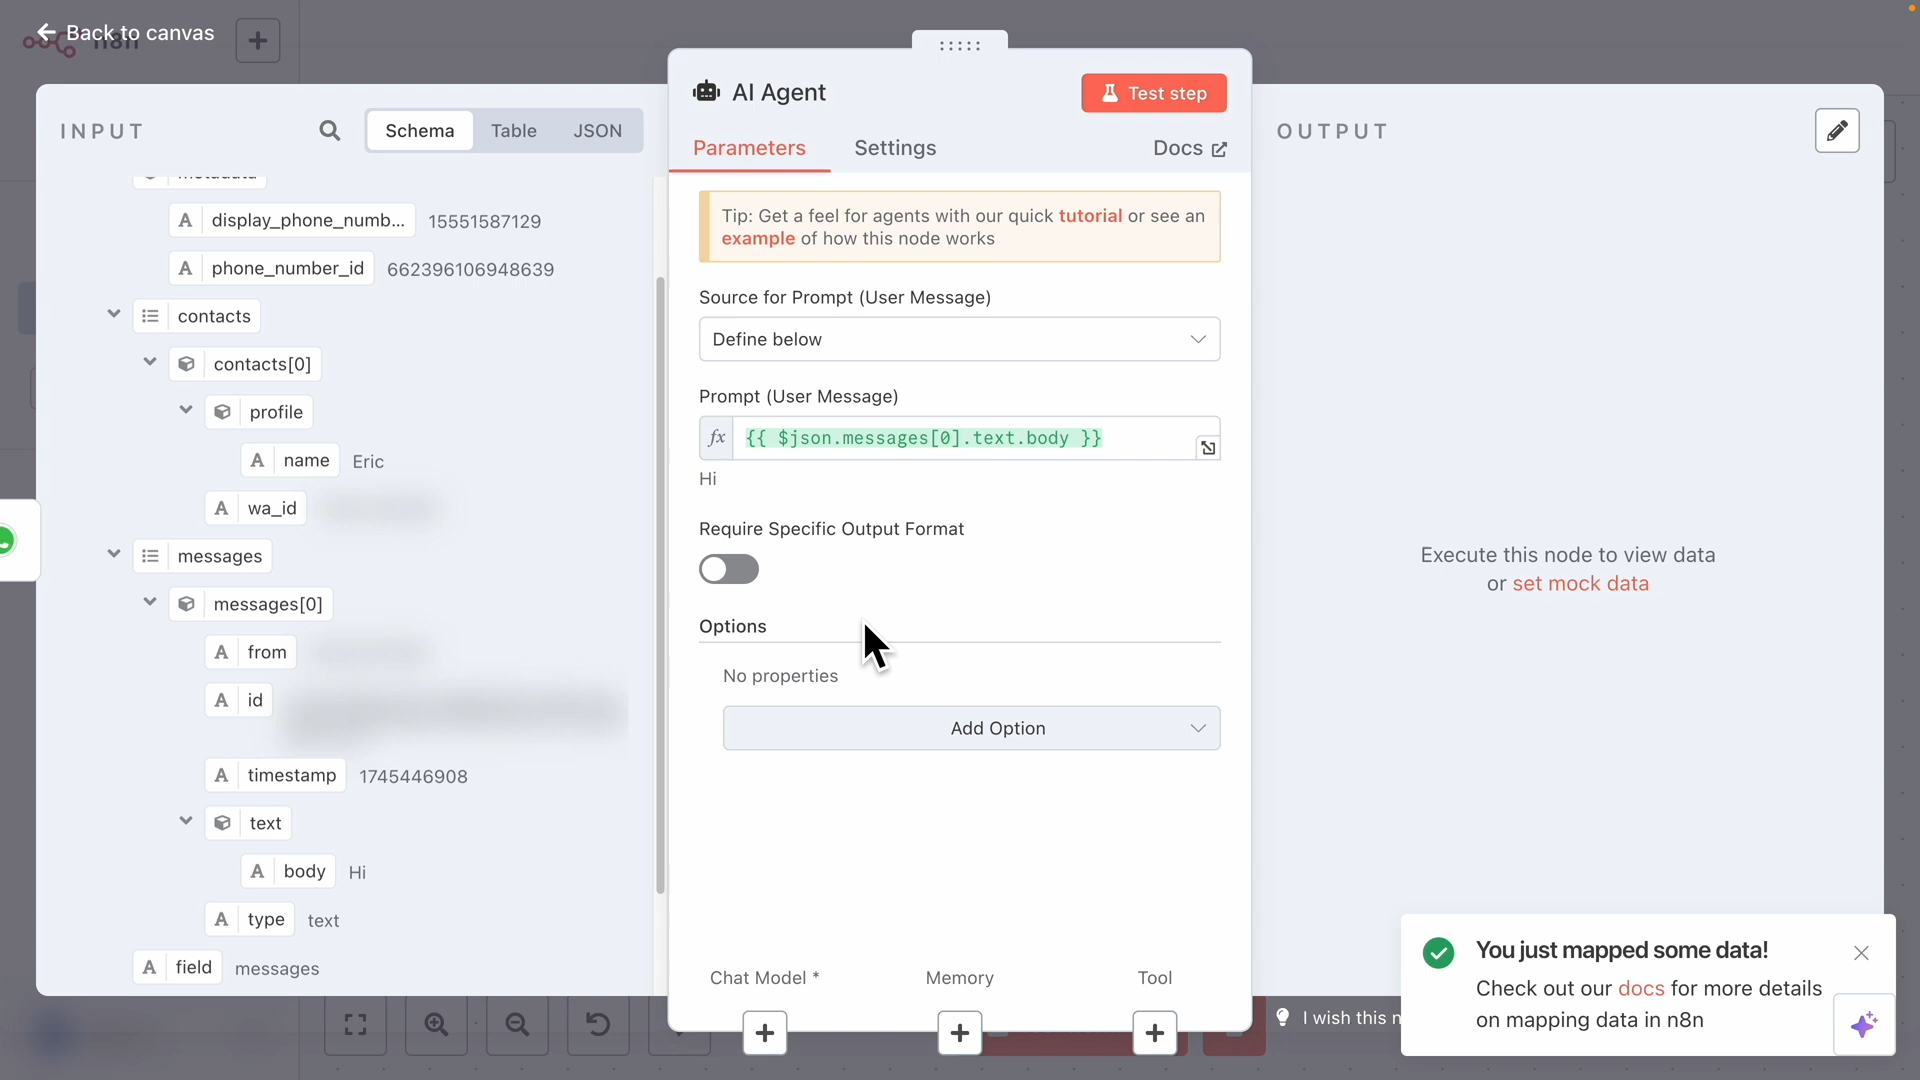 Back to canvas
n8n
INPUT
Schema
Table
JSON
metadata
A display_phone_numb... 15551587129
A phone_number_id 662396106948639
contacts
contacts[0]
profile
A name Eric
A wa_id
messages
messages[0]
A from
A id
A timestamp 1745446908
text
A body Hi
A type text
A field messages
AI Agent
Test step
Parameters
Settings
Docs
Tip: Get a feel for agents with our quick tutorial or see an
example of how this node works
Source for Prompt (User Message)
Define below
Prompt (User Message)
fx {{ $json.messages[0].text.body }}
Hi
Require Specific Output Format
Options
No properties
Add Option
Chat Model *
Memory
Tool
OUTPUT
Execute this node to view data
or set mock data
I wish this n
You just mapped some data!
Check out our docs for more details
on mapping data in n8n